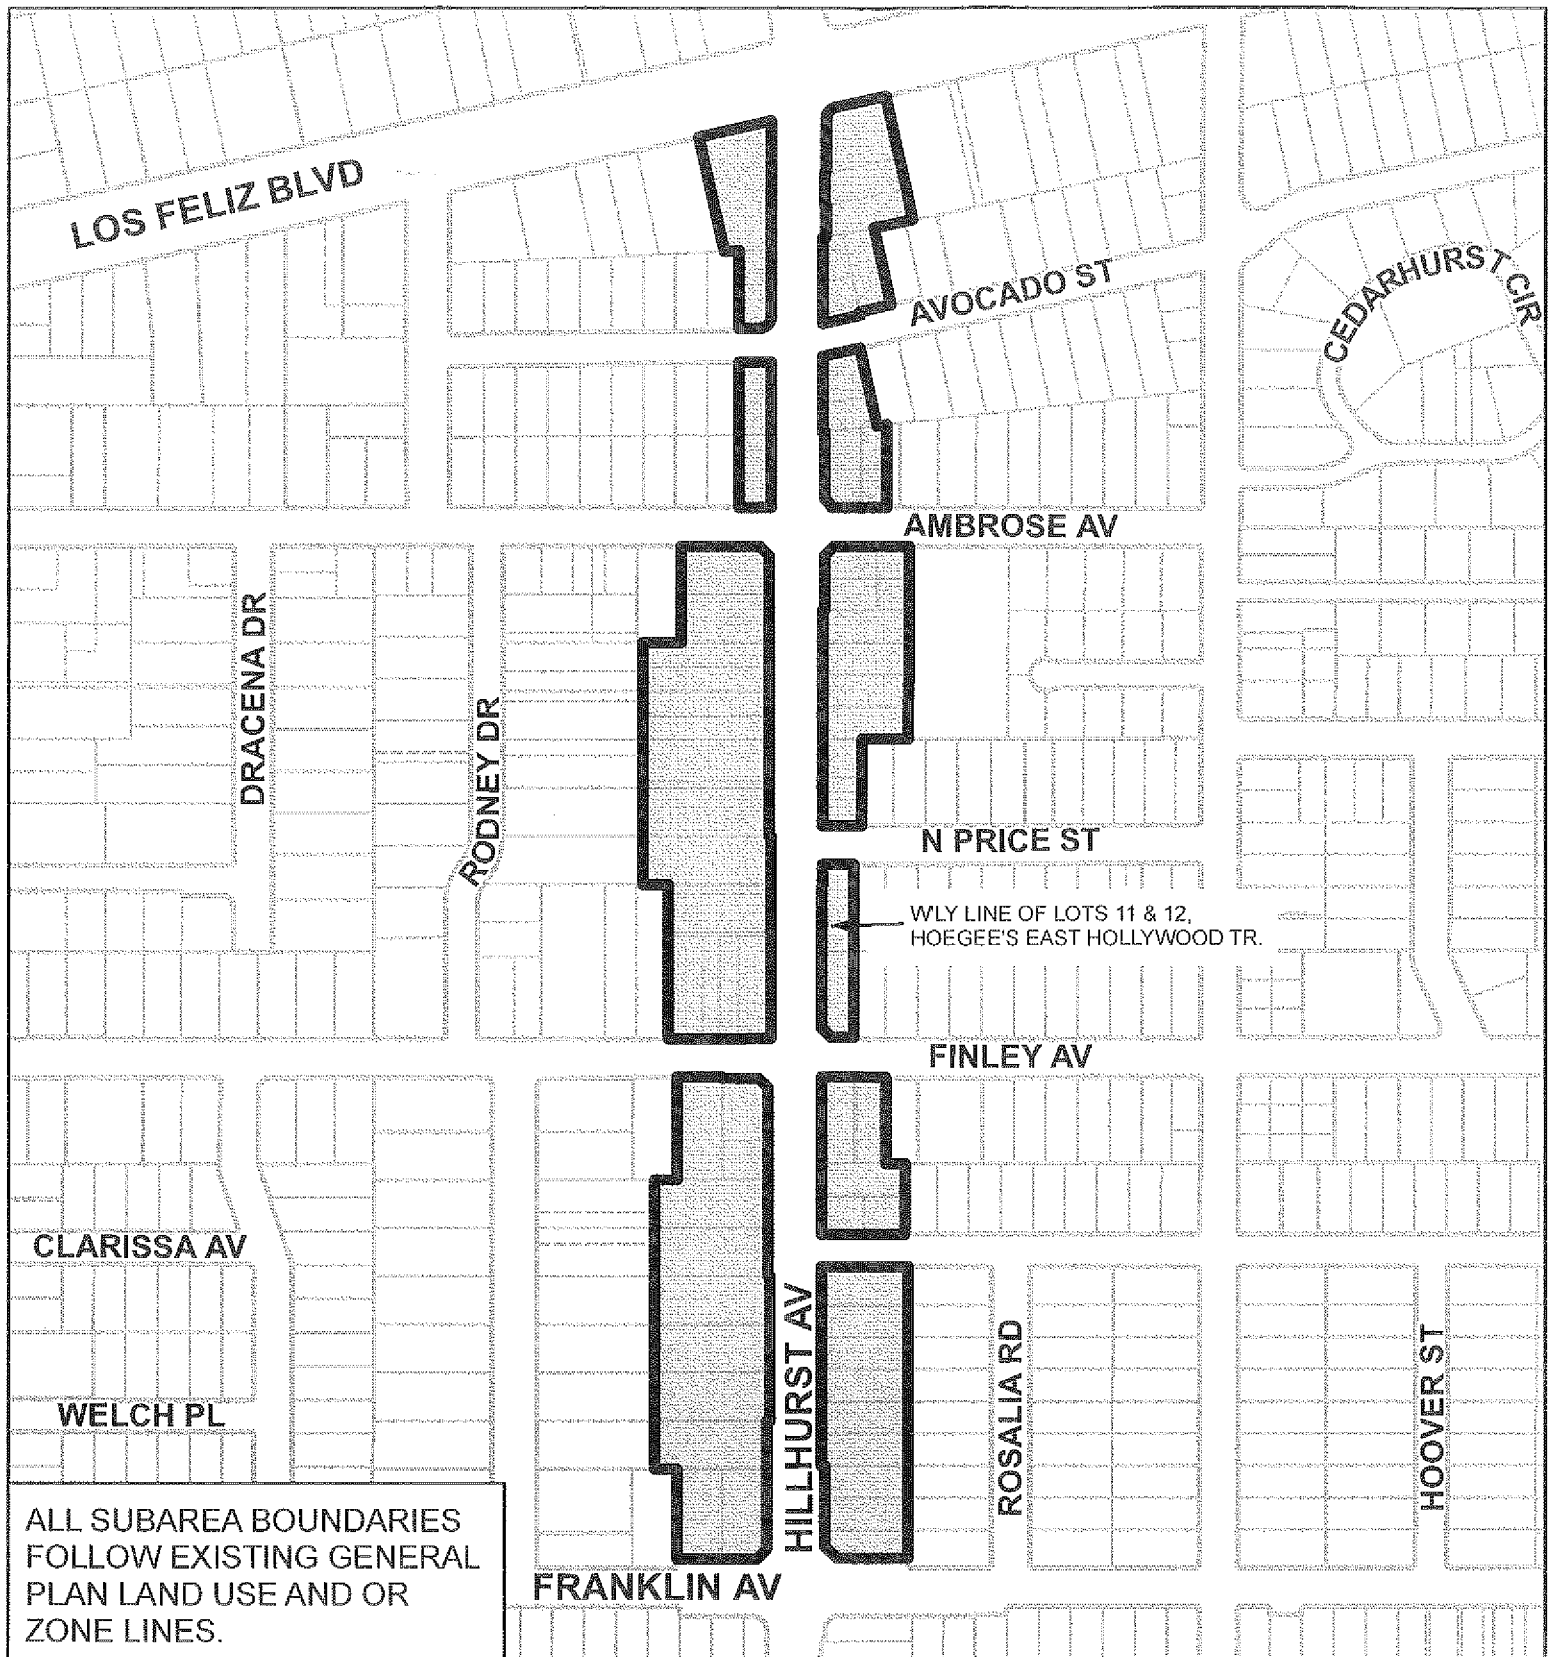 LOS FELIZ BLVD
AVOCADO ST
CEDARHURST CIR
AMBROSE AV
DRACENA DR
RODNEY DR
N PRICE ST
W'LY LINE OF LOTS 11 & 12,
HOEGEE'S EAST HOLLYWOOD TR.
FINLEY AV
CLARISSA AV
HILLHURST AV
ROSALIA RD
HOOVER ST
WELCH PL
ALL SUBAREA BOUNDARIES
FOLLOW EXISTING GENERAL
PLAN LAND USE AND OR
ZONE LINES.
FRANKLIN AV